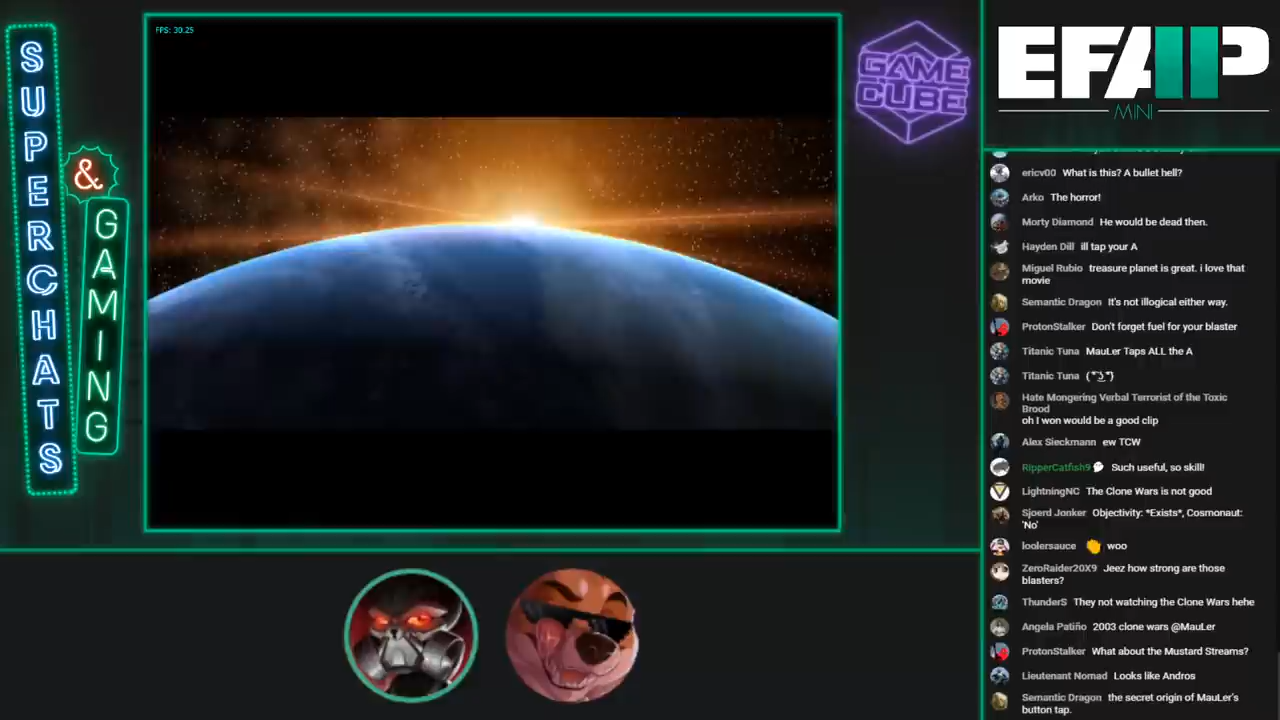 SUPERCHATS
&
GAMING
FPS: 30.25
GAME
CUBE
EFAP
MINI
ericv00 What is this? A bullet hell?
Arko The horror!
Morty Diamond He would be dead then.
Hayden Dill ill tap your A
Miguel Rubio treasure planet is great. i love that
movie
Semantic Dragon It's not illogical either way.
ProtonStalker Don't forget fuel for your blaster
Titanic Tuna MauLer Taps ALL the A
Titanic Tuna ( ͡° ͜ʖ ͡°)
Hate Mongering Verbal Terrorist of the Toxic
Brood
oh I won would be a good clip
Alex Sieckmann ew TCW
RipperCatfish9 Such useful, so skill!
LightningNC The Clone Wars is not good
Sjoerd Jonker Objectivity: *Exists*, Cosmonaut:
'No'
loolersauce 👏 woo
ZeroRaider20X9 Jeez how strong are those
blasters?
ThunderS They not watching the Clone Wars hehe
Angela Patiño 2003 clone wars @MauLer
ProtonStalker What about the Mustard Streams?
Lieutenant Nomad Looks like Andros
Semantic Dragon the secret origin of MauLer's
button tap.